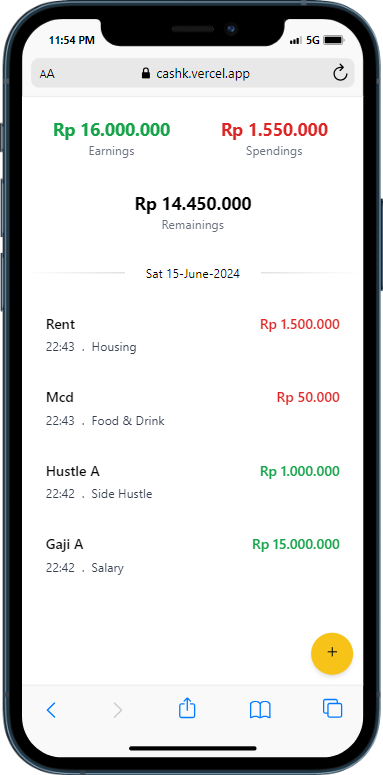 11:54 PM 5G
AA cashk.vercel.app
Rp 16.000.000 Rp 1.550.000
Earnings Spendings
Rp 14.450.000
Remainings
Sat 15-June-2024
Rent Rp 1.500.000
22:43 . Housing
Mcd Rp 50.000
22:43 . Food & Drink
Hustle A Rp 1.000.000
22:42 . Side Hustle
Gaji A Rp 15.000.000
22:42 . Salary
+